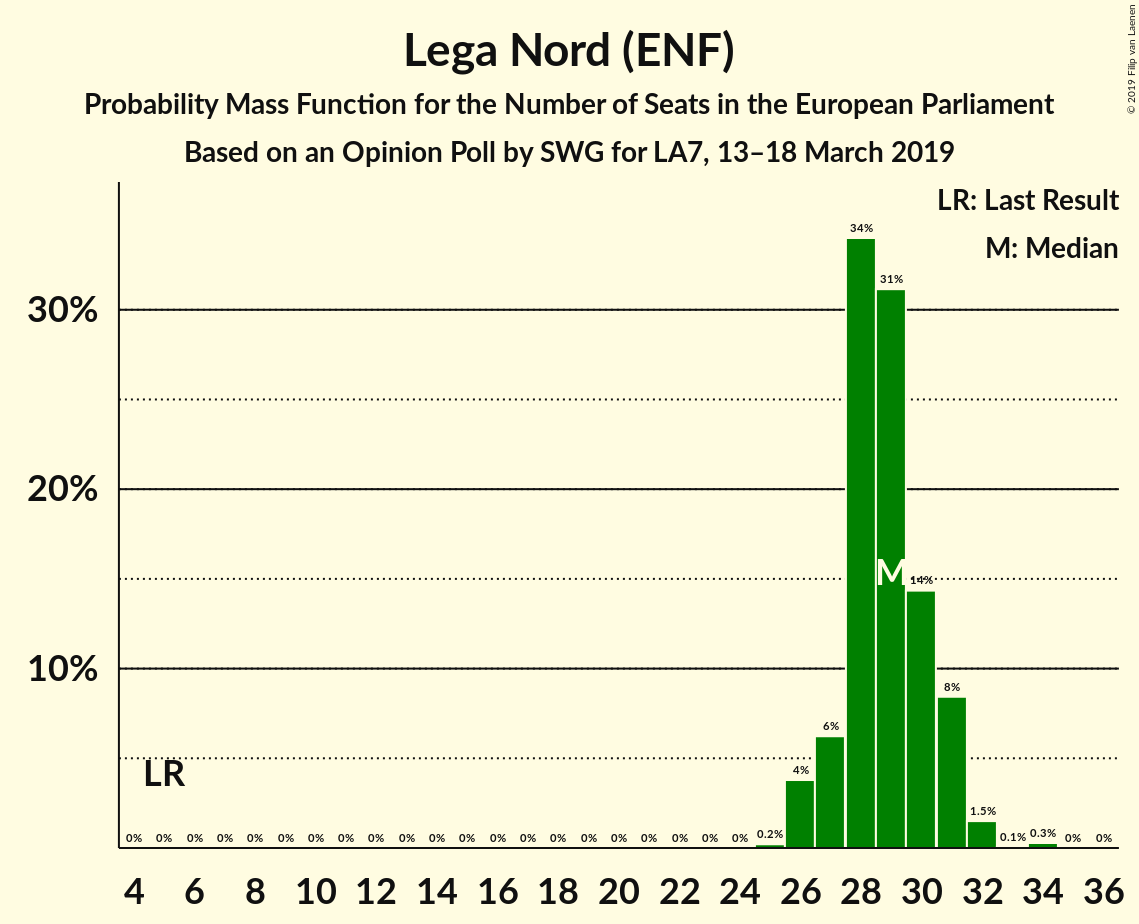 Lega Nord (ENF)
Probability Mass Function for the Number of Seats in the European Parliament
Based on an Opinion Poll by SWG for LA7, 13–18 March 2019
© 2019 Filip van Laenen
LR: Last Result
M: Median
34%
31%
30%
20%
M 14%
10%
8%
6%
4%
LR
1.5%
0% 0% 0% 0% 0% 0% 0% 0% 0% 0% 0% 0% 0% 0% 0% 0% 0% 0% 0% 0% 0% 0.2% 0.1% 0.3% 0% 0%
4 6 8 10 12 14 16 18 20 22 24 26 28 30 32 34 36